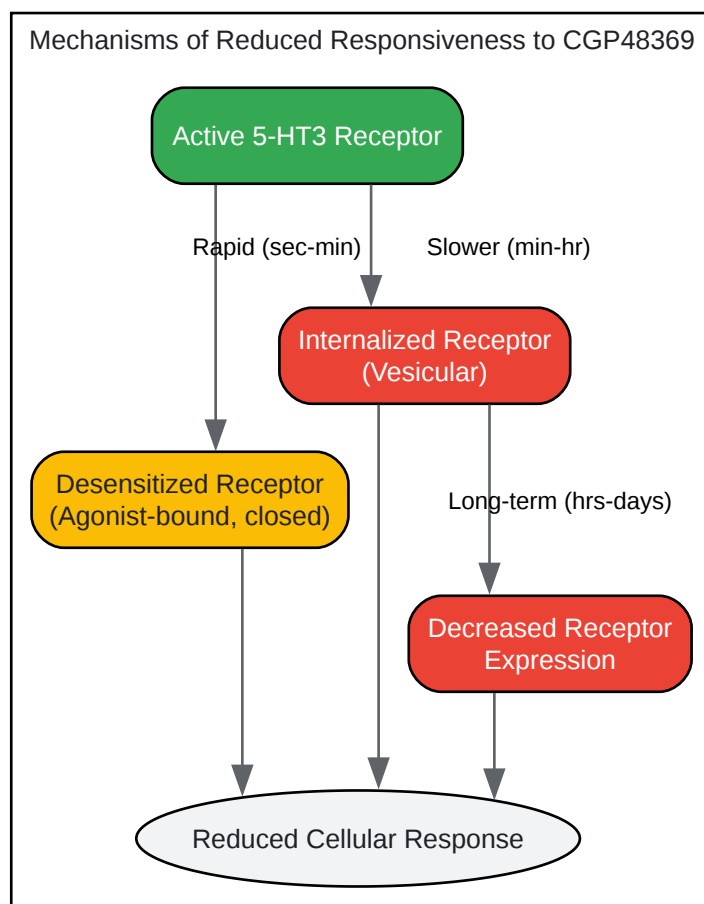 Mechanisms of Reduced Responsiveness to CGP48369
Active 5-HT3 Receptor
Rapid (sec-min)
Slower (min-hr)
Internalized Receptor
(Vesicular)
Desensitized Receptor
(Agonist-bound, closed)
Long-term (hrs-days)
Decreased Receptor
Expression
Reduced Cellular Response